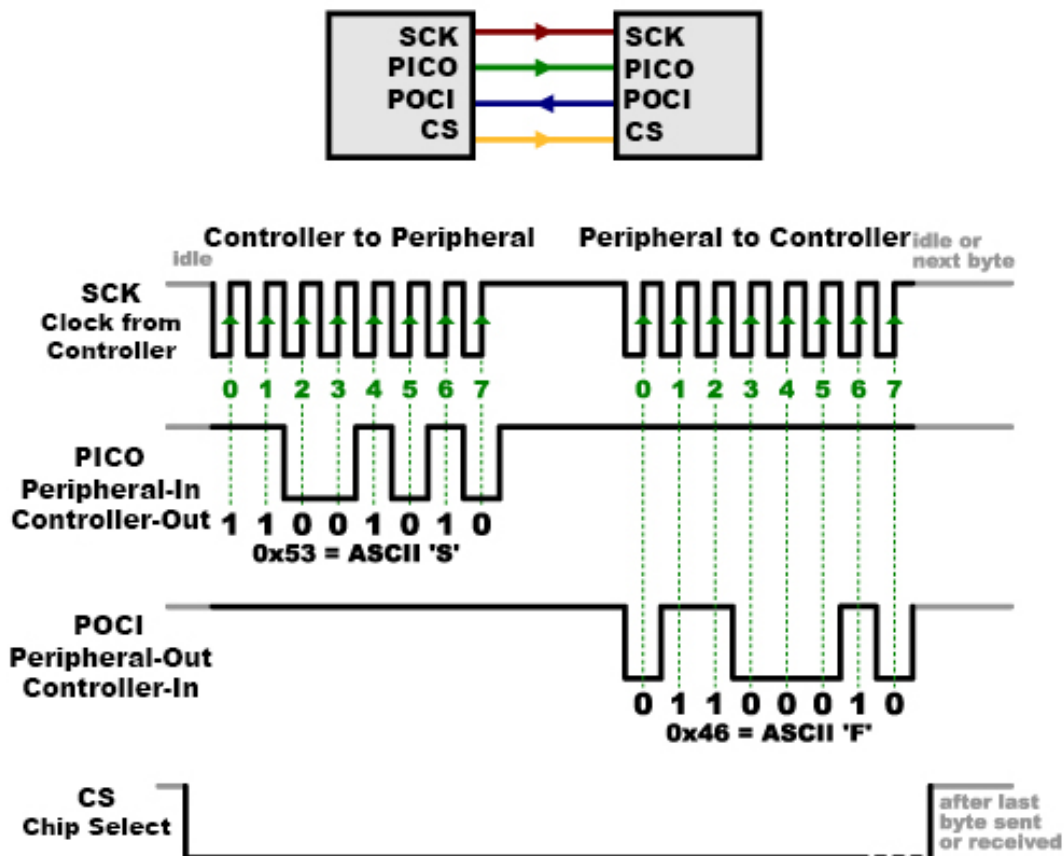 SCK SCK
PICO PICO
POCI POCI
CS CS
Controller to Peripheral Peripheral to Controller
idle
idle or
next byte
SCK
Clock from
Controller
0 1 2 3 4 5 6 7 0 1 2 3 4 5 6 7
PICO
Peripheral-In
Controller-Out
1 1 0 0 1 0 1 0
0x53 = ASCII 'S'
POCI
Peripheral-Out
Controller-In
0 1 1 0 0 0 1 0
0x46 = ASCII 'F'
CS
Chip Select
after last
byte sent
or received